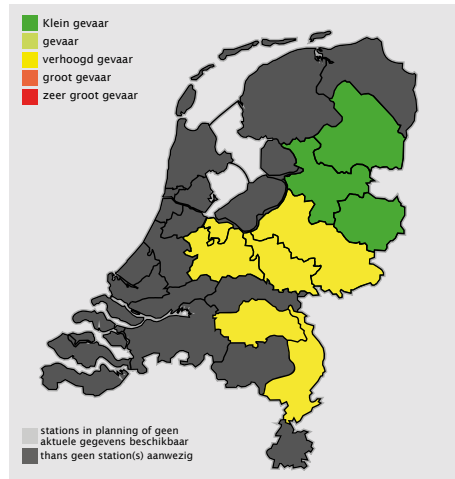 Klein gevaar
gevaar
verhoogd gevaar
groot gevaar
zeer groot gevaar
stations in planning of geen
aktuele gegevens beschikbaar
thans geen station(s) aanwezig